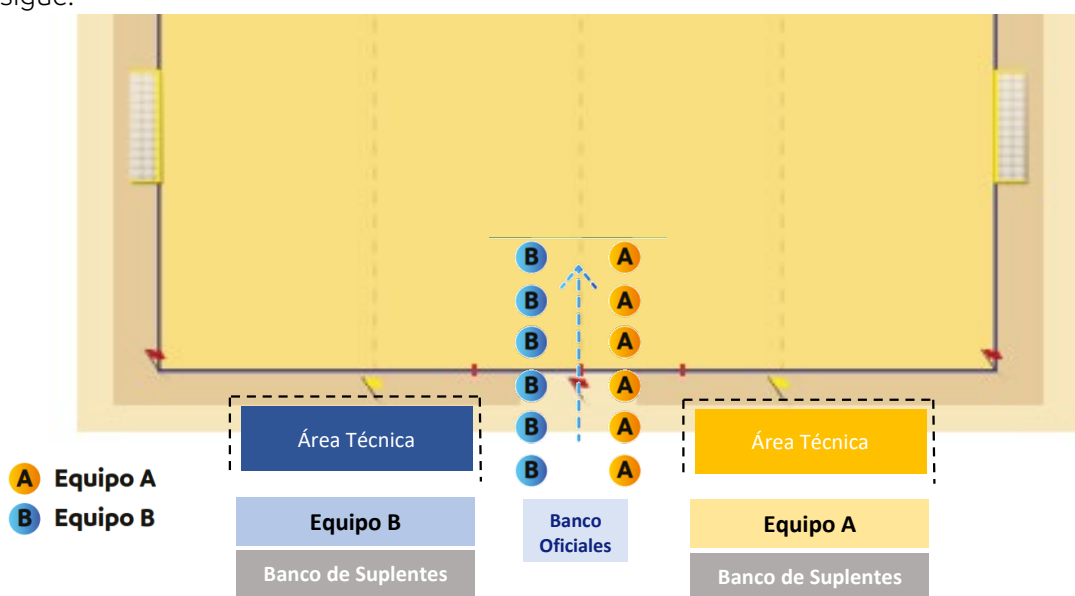 sigue:
B A
B A
B A
B A
B A
B A
Área Técnica
Área Técnica
A Equipo A
B Equipo B
Equipo B
Banco
Oficiales
Equipo A
Banco de Suplentes
Banco de Suplentes